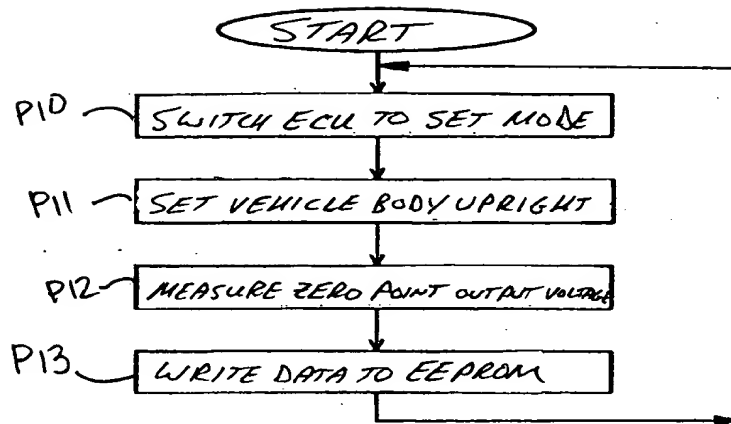 START
P10 SWITCH ECU TO SET MODE
P11 SET VEHICLE BODY UPRIGHT
P12 MEASURE ZERO POINT OUTPUT VOLTAGE
P13 WRITE DATA TO EEPROM